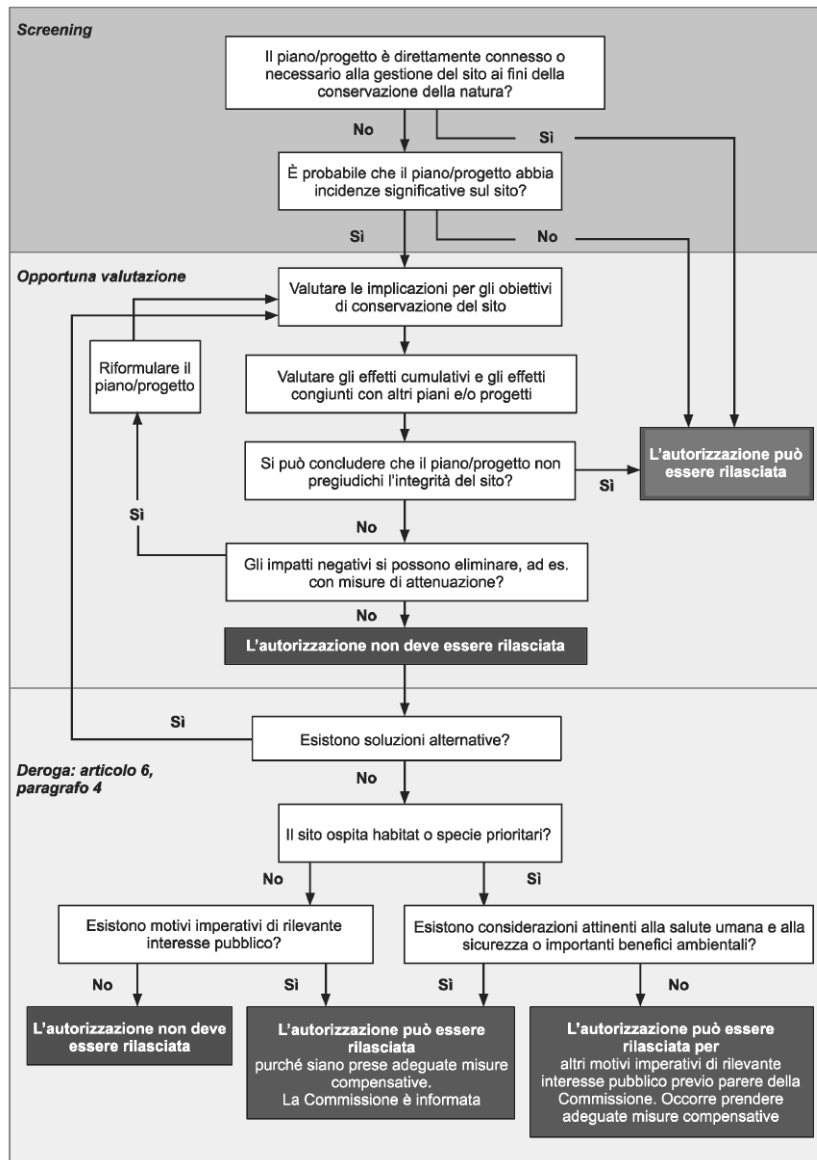 Screening
Il piano/progetto è direttamente connesso o
necessario alla gestione del sito ai fini della
conservazione della natura?
No
Sì
È probabile che il piano/progetto abbia
incidenze significative sul sito?
Sì
No
Opportuna valutazione
Valutare le implicazioni per gli obiettivi
di conservazione del sito
Riformulare il
piano/progetto
Valutare gli effetti cumulativi e gli effetti
congiunti con altri piani e/o progetti
L'autorizzazione può
essere rilasciata
Si può concludere che il piano/progetto non
pregiudichi l'integrità del sito?
Sì
Sì
No
Gli impatti negativi si possono eliminare, ad es.
con misure di attenuazione?
No
L'autorizzazione non deve essere rilasciata
Sì
Esistono soluzioni alternative?
Deroga: articolo 6,
paragrafo 4
No
Il sito ospita habitat o specie prioritari?
No
Sì
Esistono motivi imperativi di rilevante
interesse pubblico?
Esistono considerazioni attinenti alla salute umana e alla
sicurezza o importanti benefici ambientali?
No
Sì
Sì
No
L'autorizzazione non deve
essere rilasciata
L'autorizzazione può essere
rilasciata
purché siano prese adeguate misure
compensative.
La Commissione è informata
L'autorizzazione può essere
rilasciata per
altri motivi imperativi di rilevante
interesse pubblico previo parere della
Commissione. Occorre prendere
adeguate misure compensative